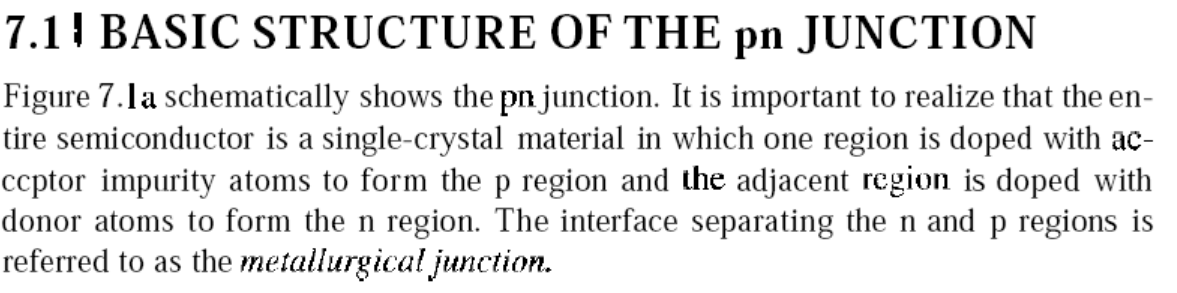 7.1 | BASIC STRUCTURE OF THE pn JUNCTION
Figure 7.1a schematically shows the pn junction. It is important to realize that the en-
tire semiconductor is a single-crystal material in which one region is doped with ac-
ccptor impurity atoms to form the p region and the adjacent rcgion is doped with
donor atoms to form the n region. The interface separating the n and p regions is
referred to as the metallurgical junction.